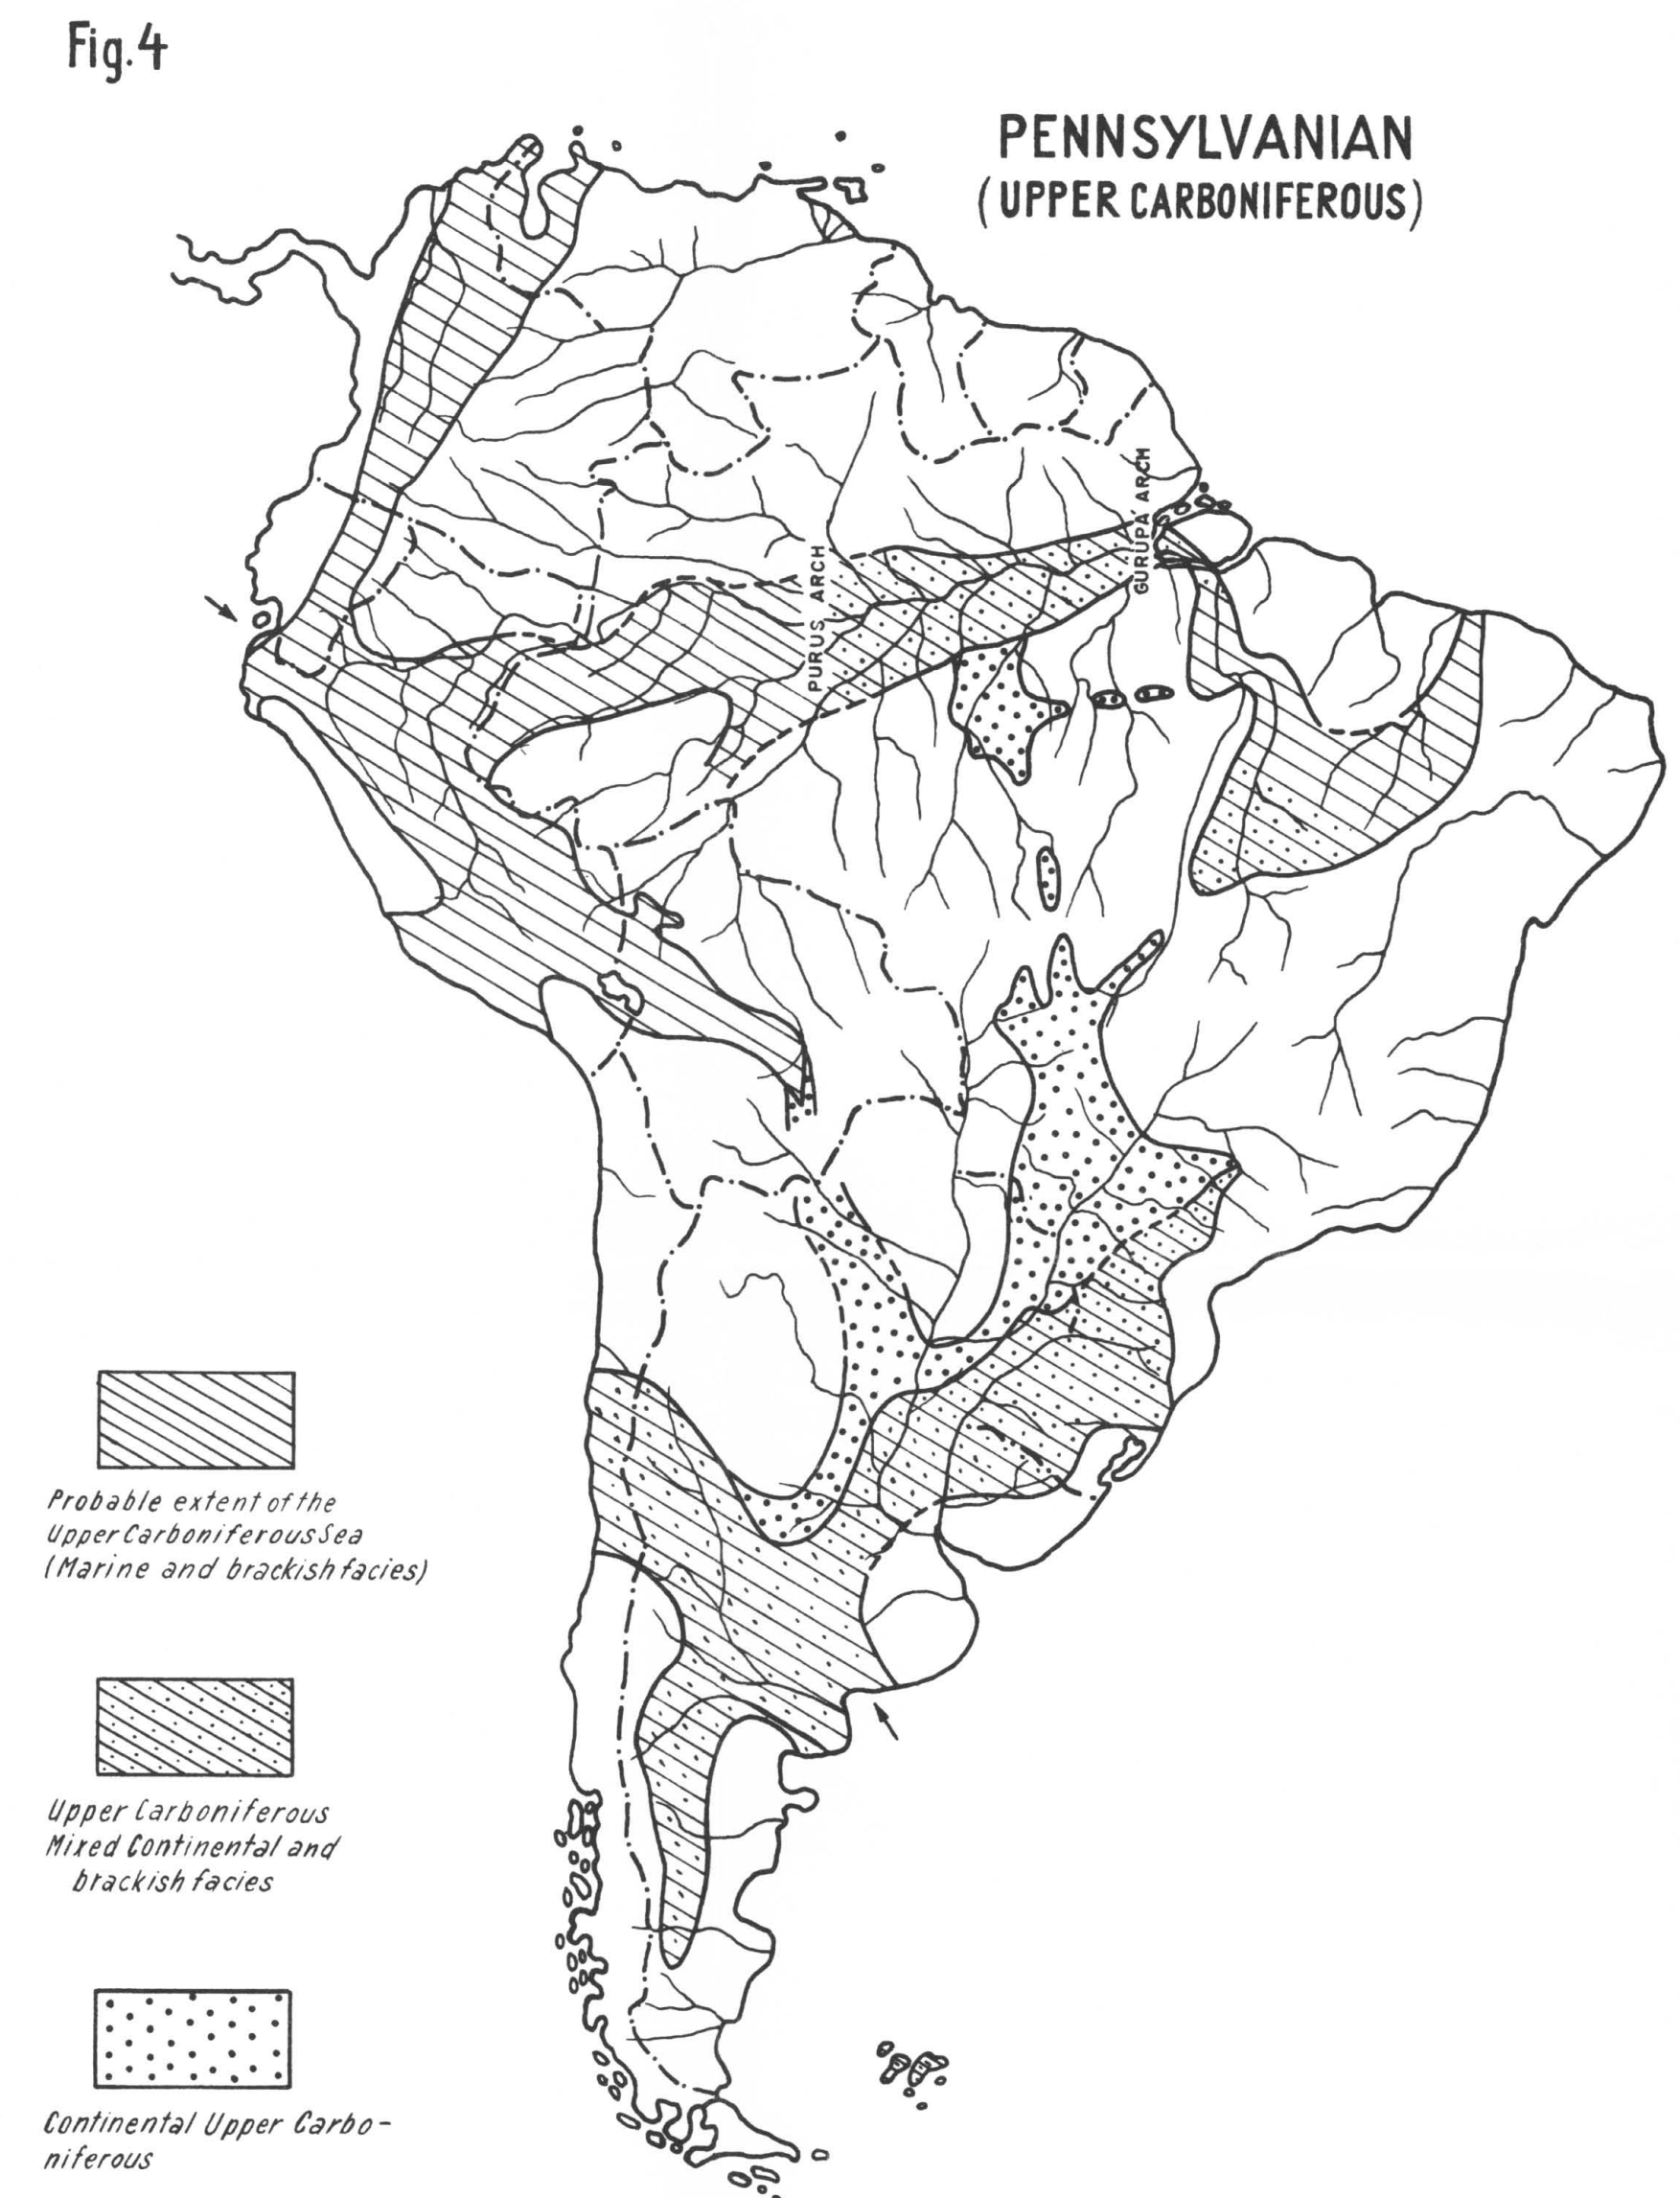 Fig.4
PENNSYLVANIAN
(UPPER CARBONIFEROUS)
GURUPÁ ARCH
PURUS ARCH
Probable extent of the
Upper Carboniferous Sea
(Marine and brackish facies)
Upper Carboniferous
Mixed Continental and
brackish facies
Continental Upper Carbo-
niferous